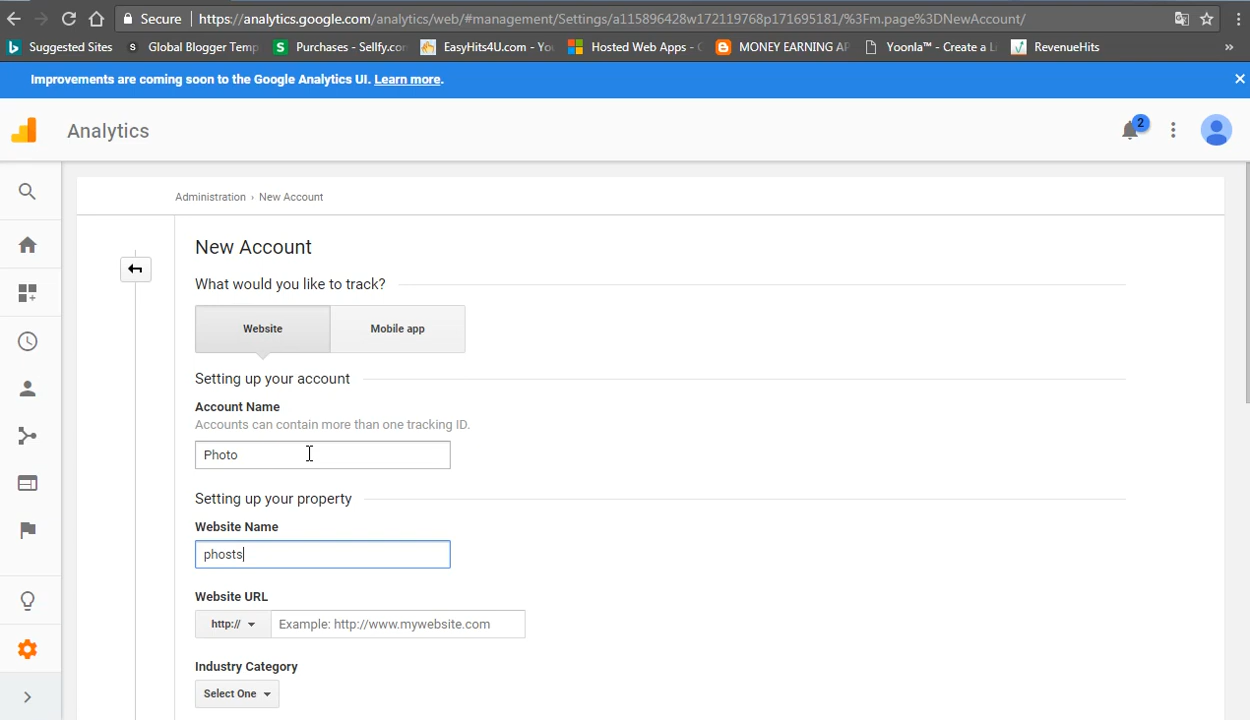 Secure https://analytics.google.com/analytics/web/#management/Settings/a115896428w172119768p171695181/%3Fm.page%3DNewAccount/
Suggested Sites Global Blogger Temp Purchases - Sellfy.co EasyHits4U.com - Yo Hosted Web Apps - MONEY EARNING AP Yoonla™ - Create a L RevenueHits »
Improvements are coming soon to the Google Analytics UI. Learn more.
Analytics
2
Administration › New Account
New Account
What would you like to track?
Website Mobile app
Setting up your account
Account Name
Accounts can contain more than one tracking ID.
Photo
Setting up your property
Website Name
phosts
Website URL
http:// Example: http://www.mywebsite.com
Industry Category
Select One